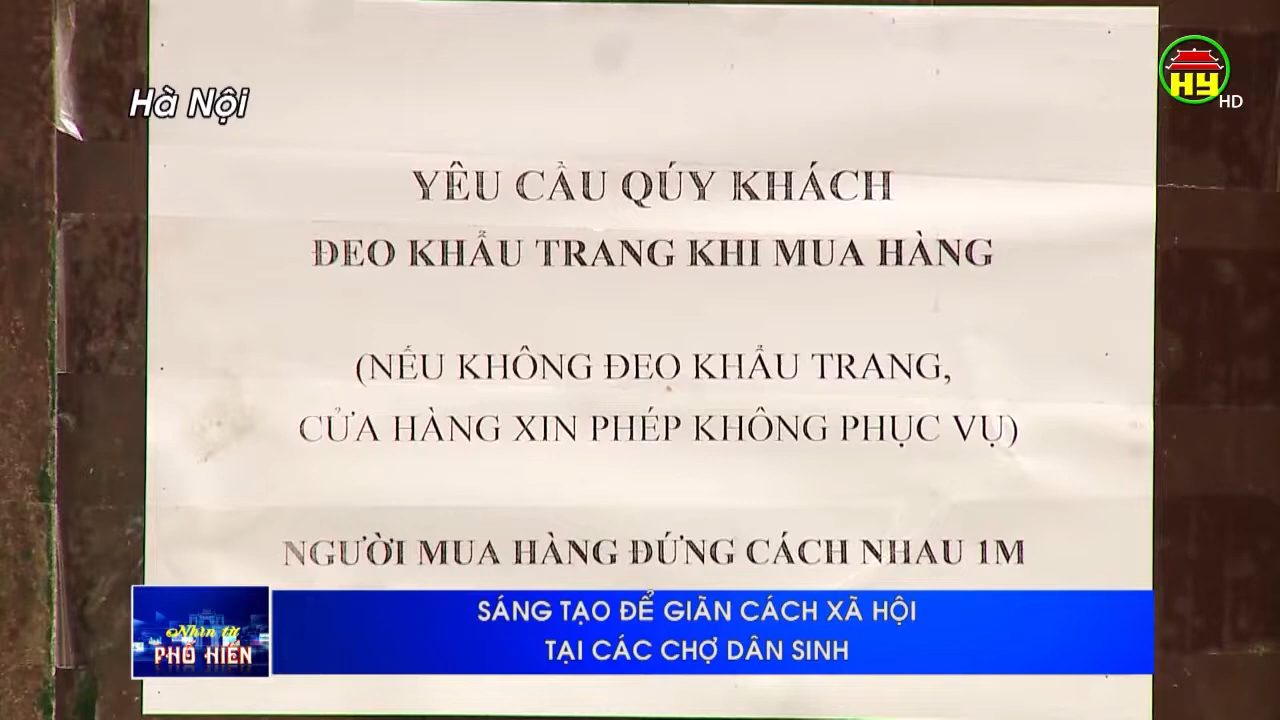 Hà Nội
HY
HD
YÊU CẦU QÚY KHÁCH
ĐEO KHẨU TRANG KHI MUA HÀNG
(NẾU KHÔNG ĐEO KHẨU TRANG,
CỬA HÀNG XIN PHÉP KHÔNG PHỤC VỤ)
NGƯỜI MUA HÀNG ĐỨNG CÁCH NHAU 1M
Nhìn từ
PHỐ HIẾN
SÁNG TẠO ĐỂ GIÃN CÁCH XÃ HỘI
TẠI CÁC CHỢ DÂN SINH